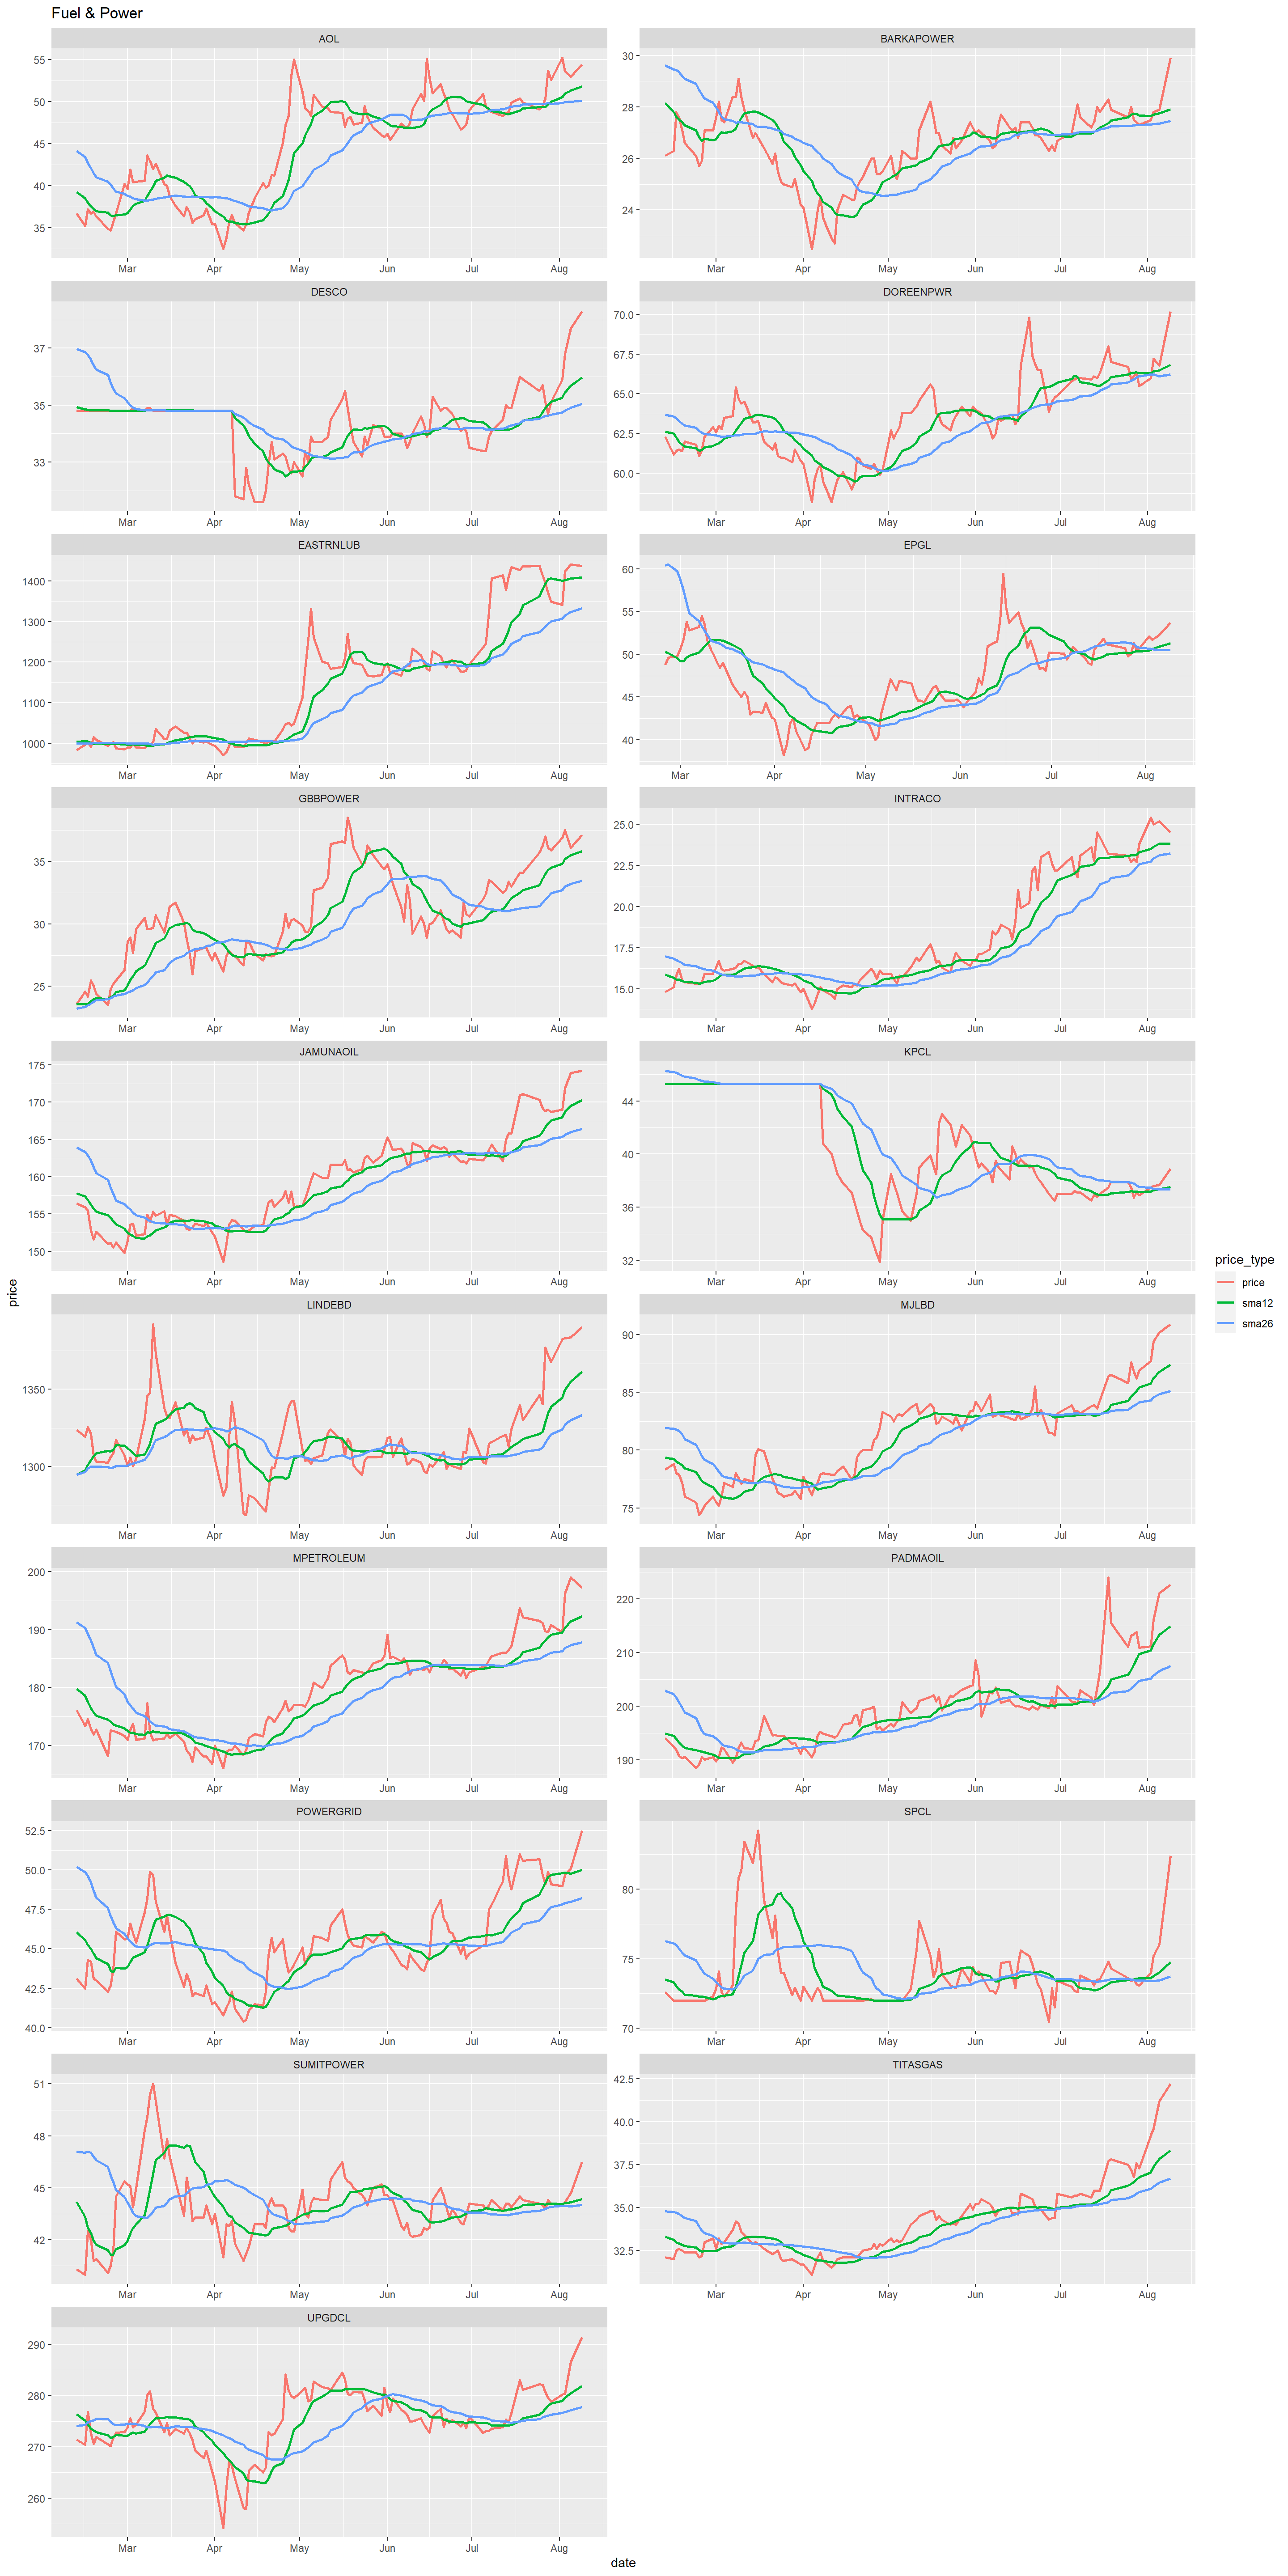 Fuel & Power
AOL
BARKAPOWER
55
50
45
40
35
30
28
26
24
Mar Apr May Jun Jul Aug
Mar Apr May Jun Jul Aug
DESCO
DOREENPWR
37
35
33
70.0
67.5
65.0
62.5
60.0
Mar Apr May Jun Jul Aug
Mar Apr May Jun Jul Aug
EASTRNLUB
EPGL
1400
1300
1200
1100
1000
60
55
50
45
40
Mar Apr May Jun Jul Aug
Mar Apr May Jun Jul Aug
GBBPOWER
INTRACO
35
30
25
25.0
22.5
20.0
17.5
15.0
Mar Apr May Jun Jul Aug
Mar Apr May Jun Jul Aug
JAMUNAOIL
KPCL
175
170
165
160
155
150
44
40
36
32
Mar Apr May Jun Jul Aug
Mar Apr May Jun Jul Aug
price
price_type
price
sma12
sma26
LINDEBD
MJLBD
1350
1300
90
85
80
75
Mar Apr May Jun Jul Aug
Mar Apr May Jun Jul Aug
MPETROLEUM
PADMAOIL
200
190
180
170
220
210
200
190
Mar Apr May Jun Jul Aug
Mar Apr May Jun Jul Aug
POWERGRID
SPCL
52.5
50.0
47.5
45.0
42.5
40.0
80
75
70
Mar Apr May Jun Jul Aug
Mar Apr May Jun Jul Aug
SUMITPOWER
TITASGAS
51
48
45
42
42.5
40.0
37.5
35.0
32.5
Mar Apr May Jun Jul Aug
Mar Apr May Jun Jul Aug
UPGDCL
290
280
270
260
Mar Apr May Jun Jul Aug
date